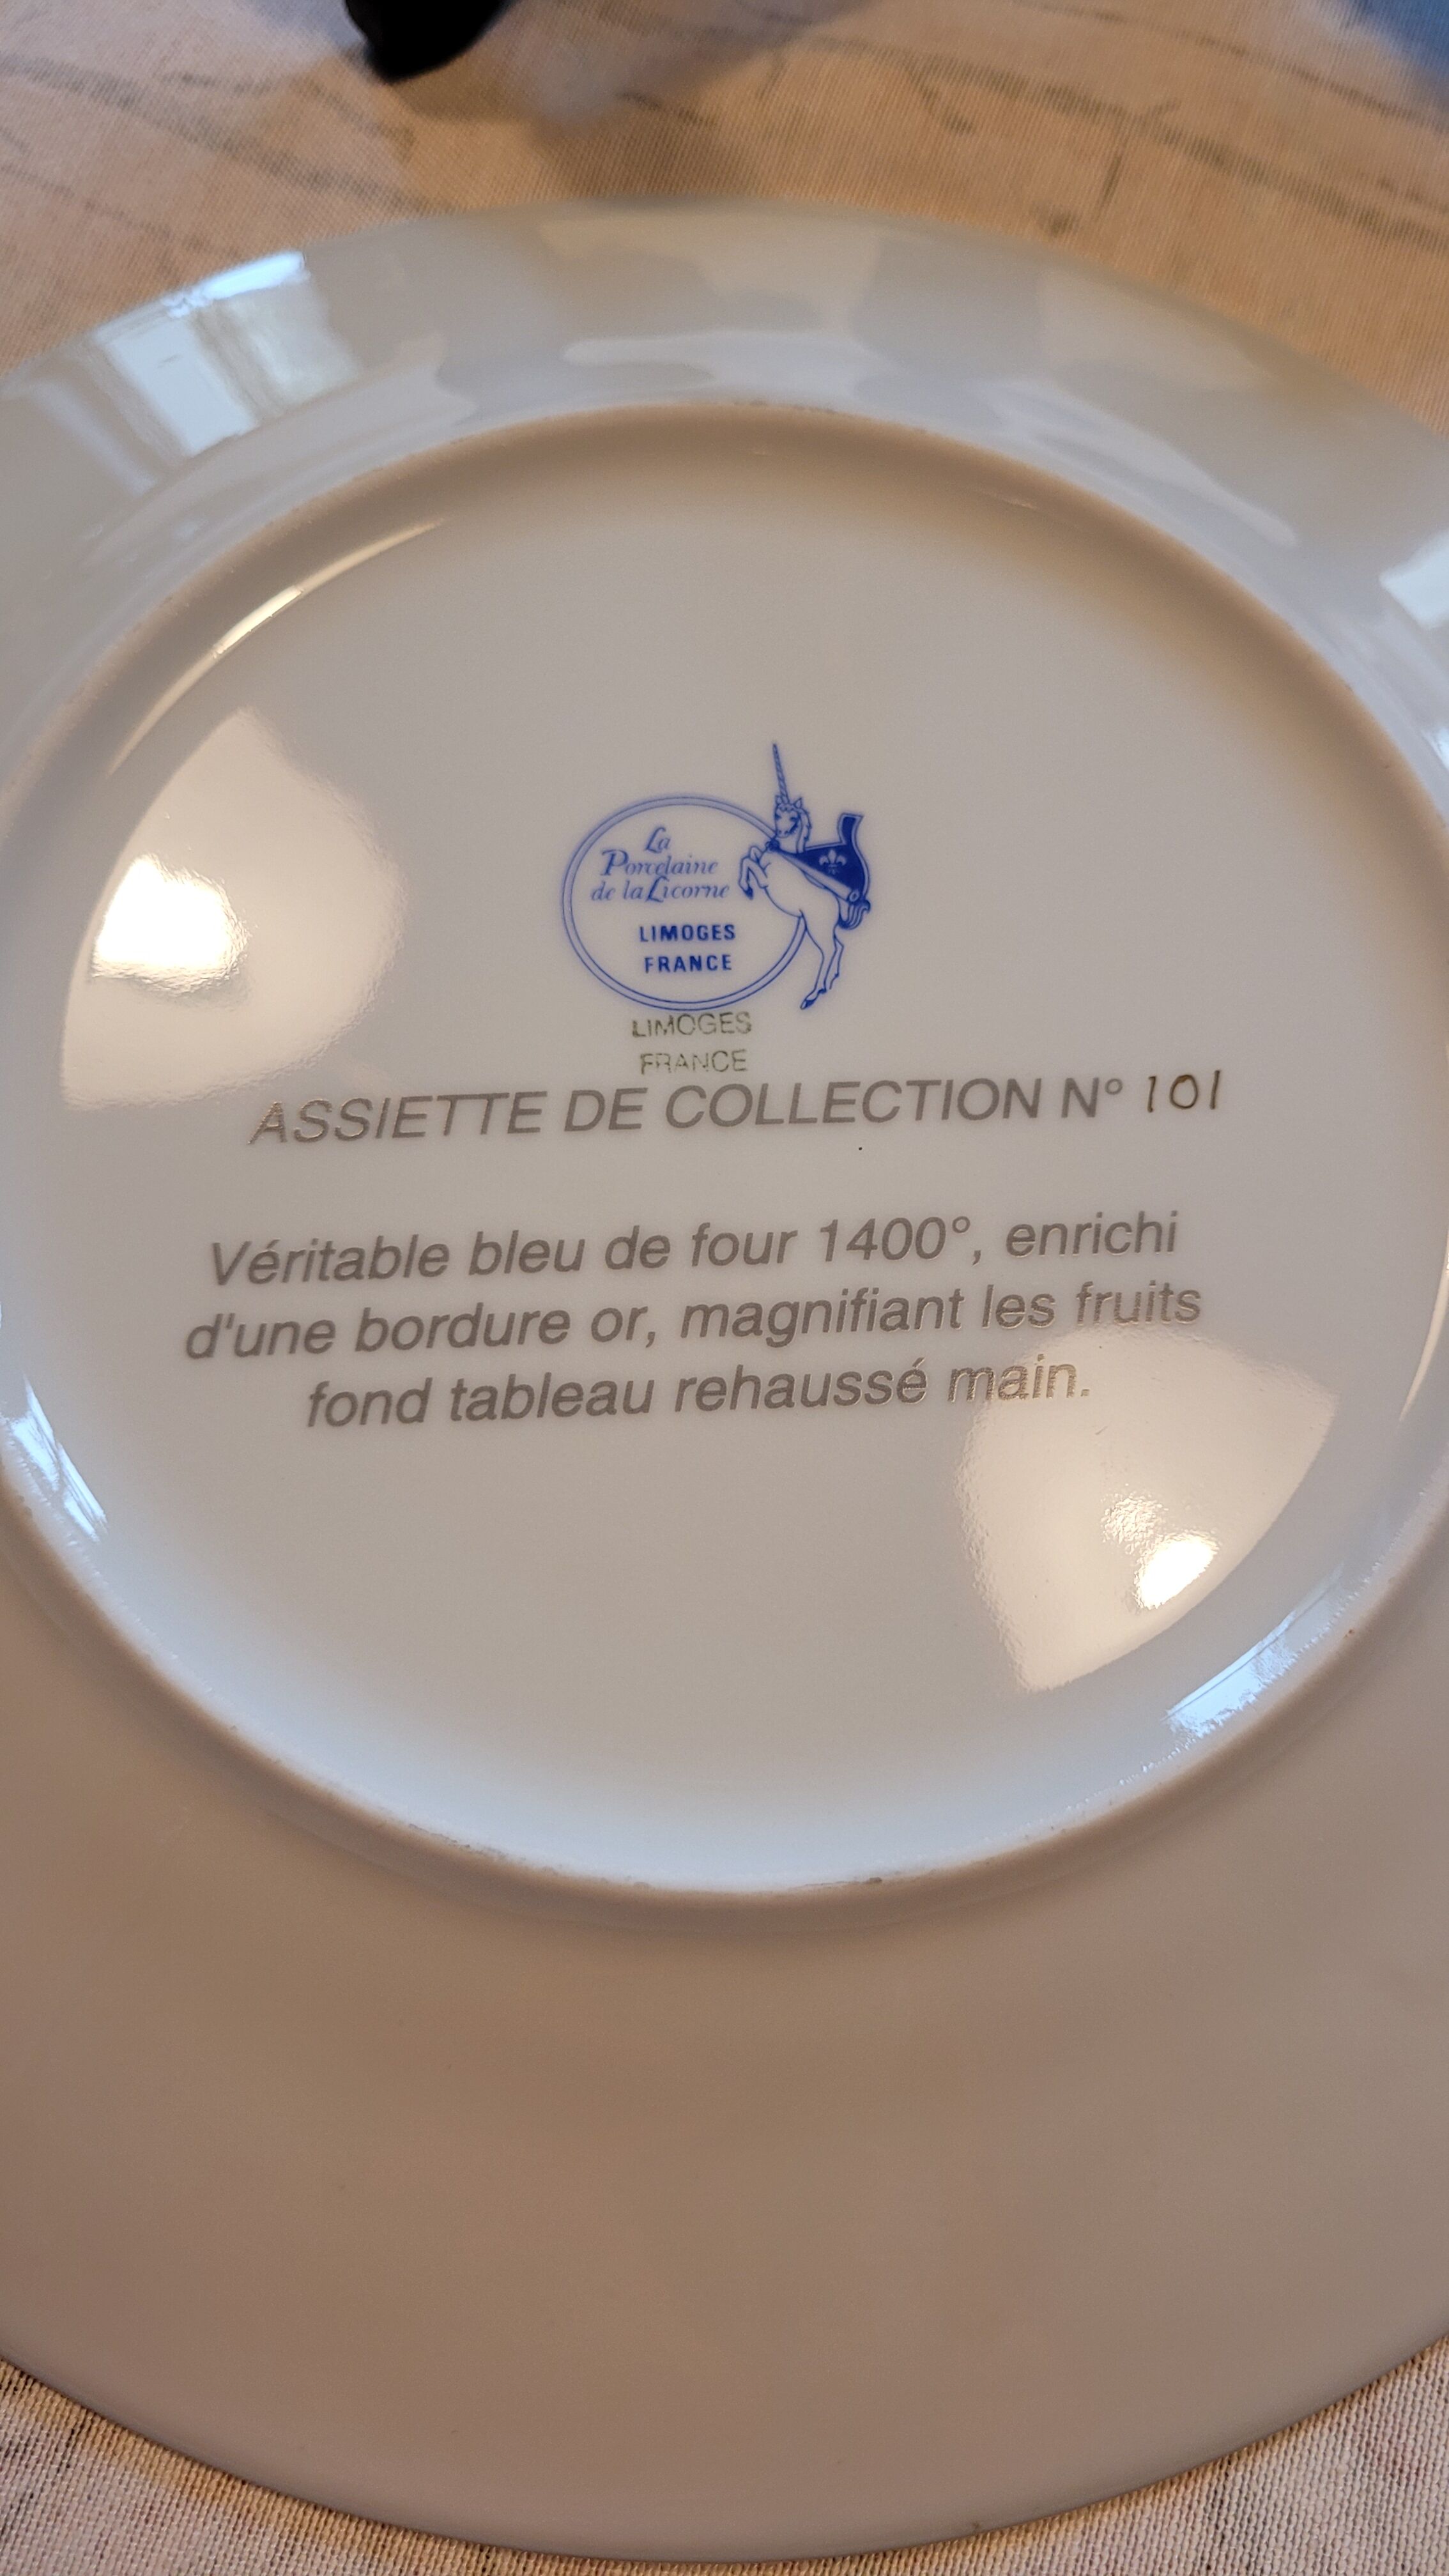 La
Porcelaine
de la Licorne
LIMOGES
FRANCE
LIMOGES
FRANCE
ASSIETTE DE COLLECTION N° 101
Véritable bleu de four 1400°, enrichi
d'une bordure or, magnifiant les fruits
fond tableau rehaussé main.